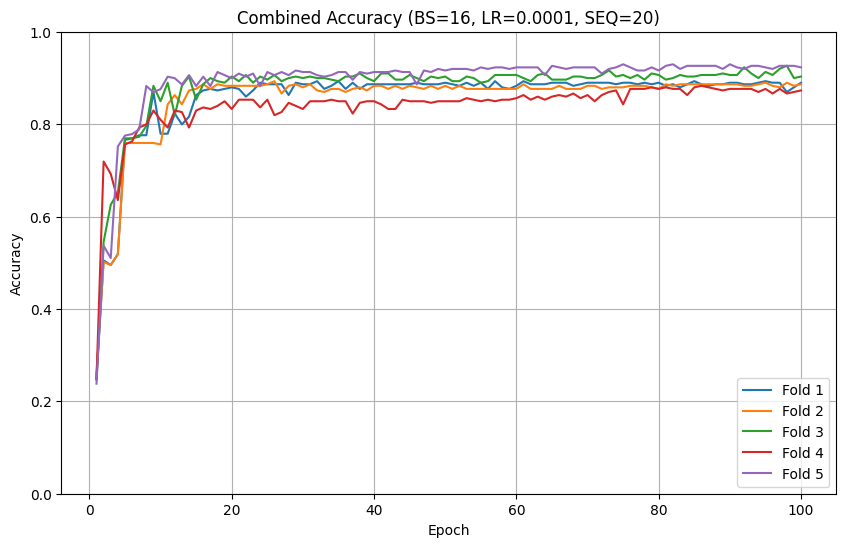 Combined Accuracy (BS=16, LR=0.0001, SEQ=20)
Accuracy
1.0
0.8
0.6
0.4
0.2
0.0
0 20 40 60 80 100
Epoch
Fold 1
Fold 2
Fold 3
Fold 4
Fold 5